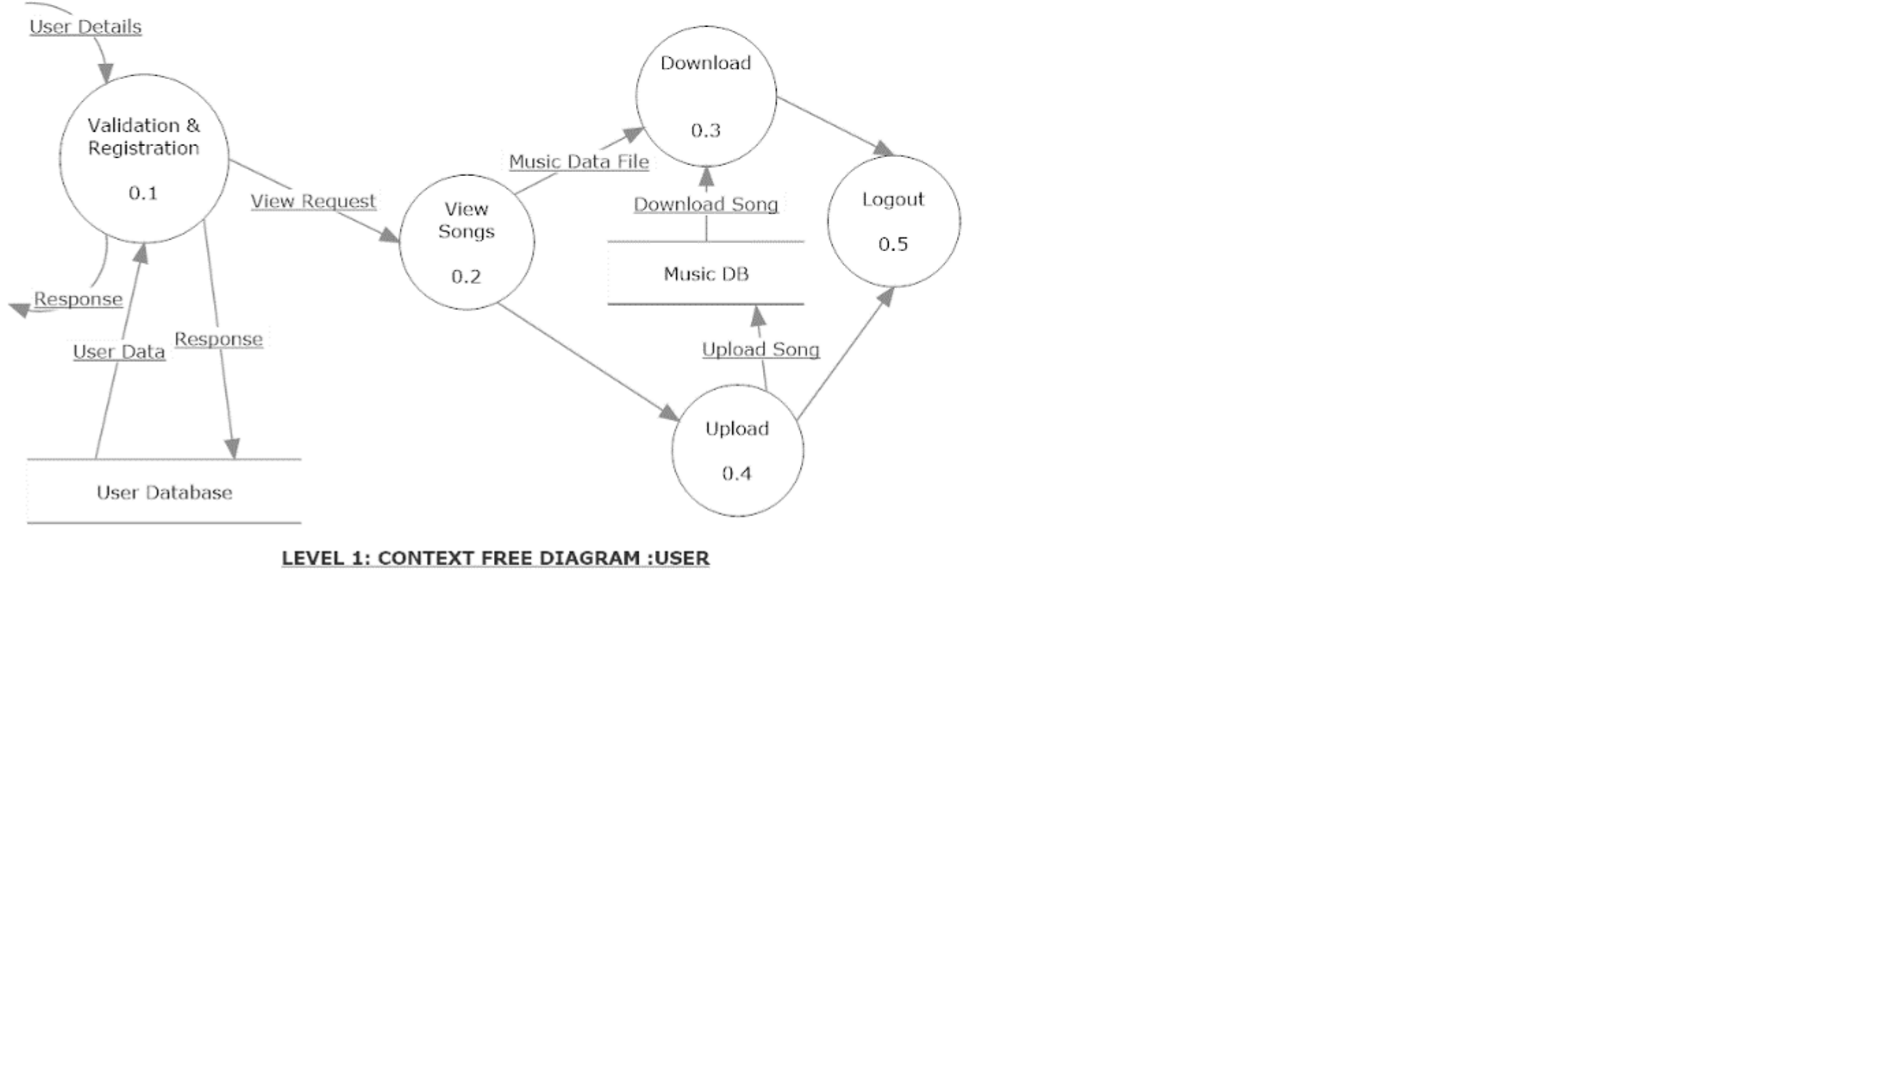 User Details
Validation &
Registration
0.1
View Request
Response
User Data
Response
User Database
View
Songs
0.2
Music Data File
Download
0.3
Download Song
Music DB
Upload Song
Upload
0.4
Logout
0.5
LEVEL 1: CONTEXT FREE DIAGRAM :USER